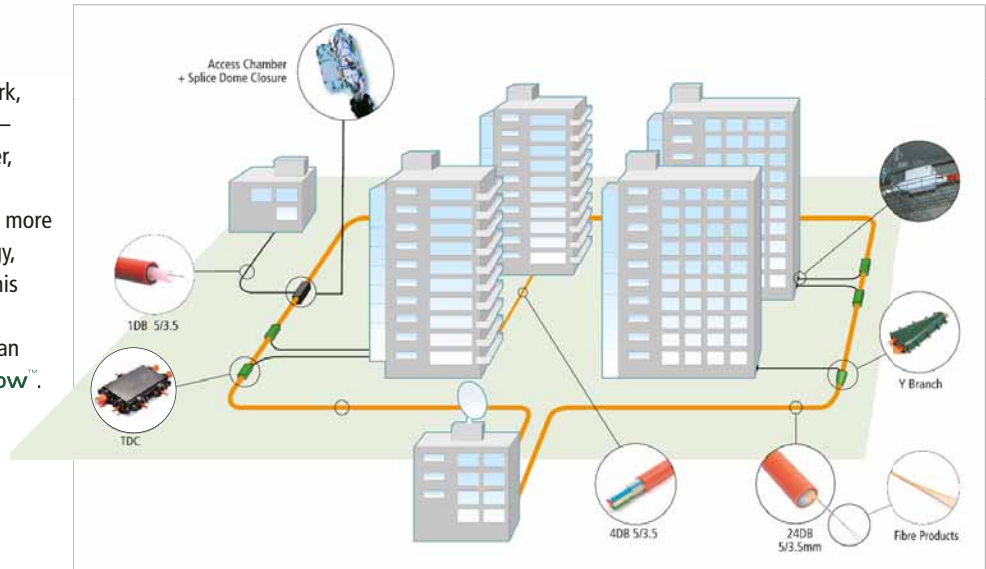 rk,
–
er,
more
gy,
his
an
ow™.
Access Chamber
+ Splice Dome Closure
1DB 5/3.5
TDC
Y Branch
4DB 5/3.5
24DB
5/3.5mm
Fibre Products